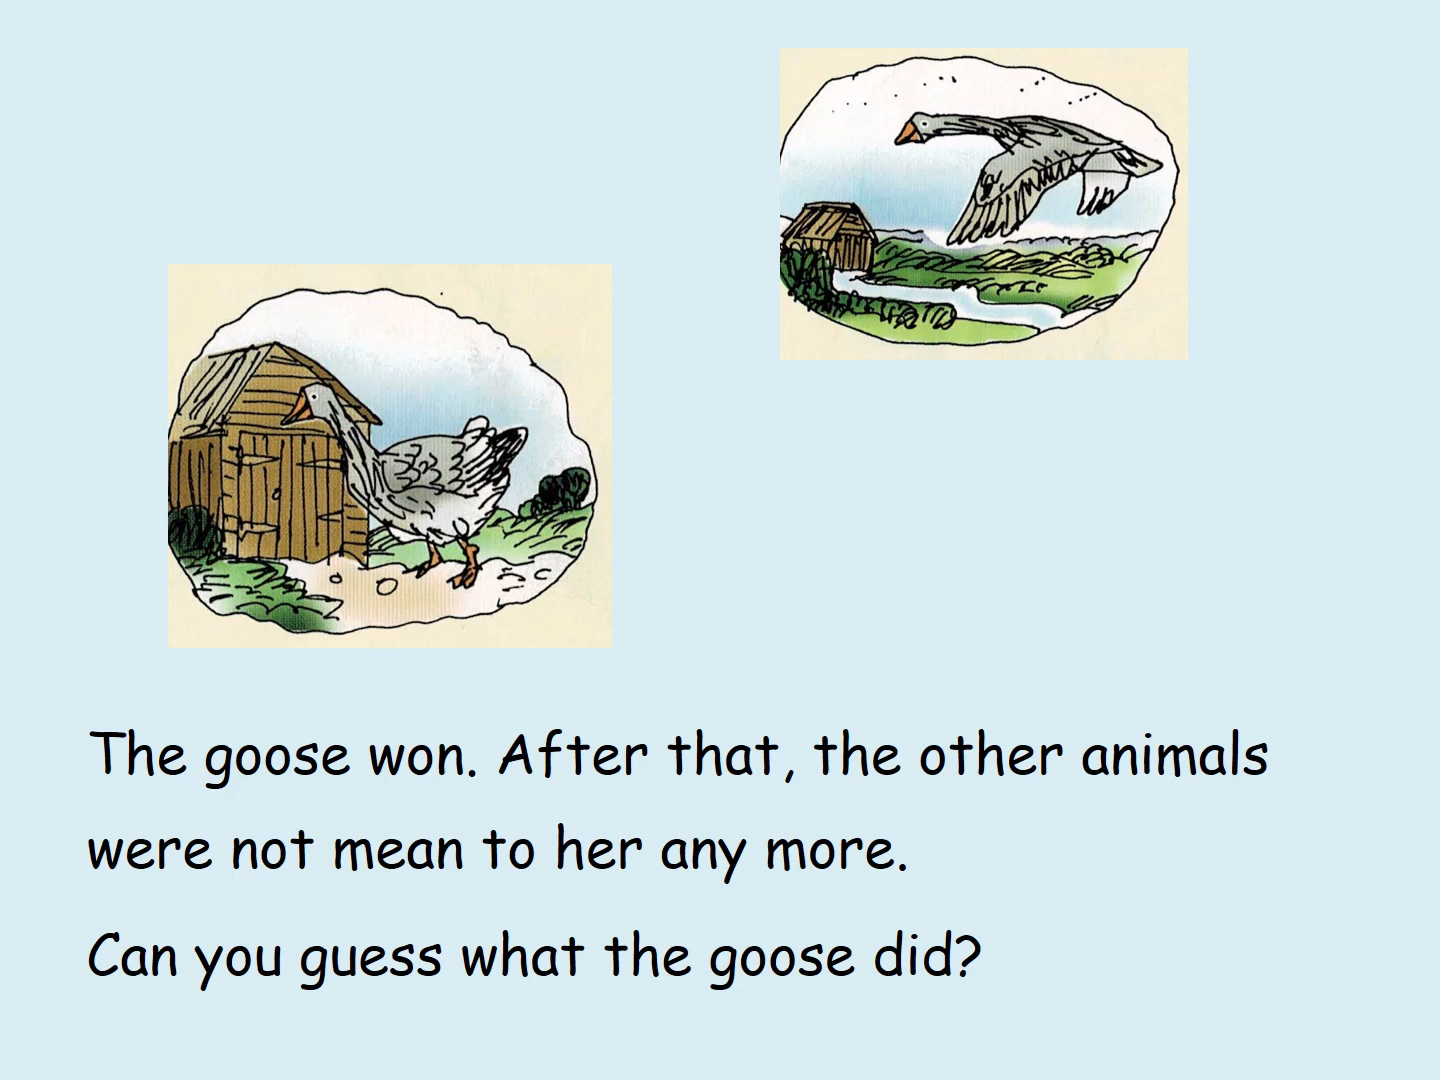 The goose won. After that, the other animals
were not mean to her any more.
Can you guess what the goose did?